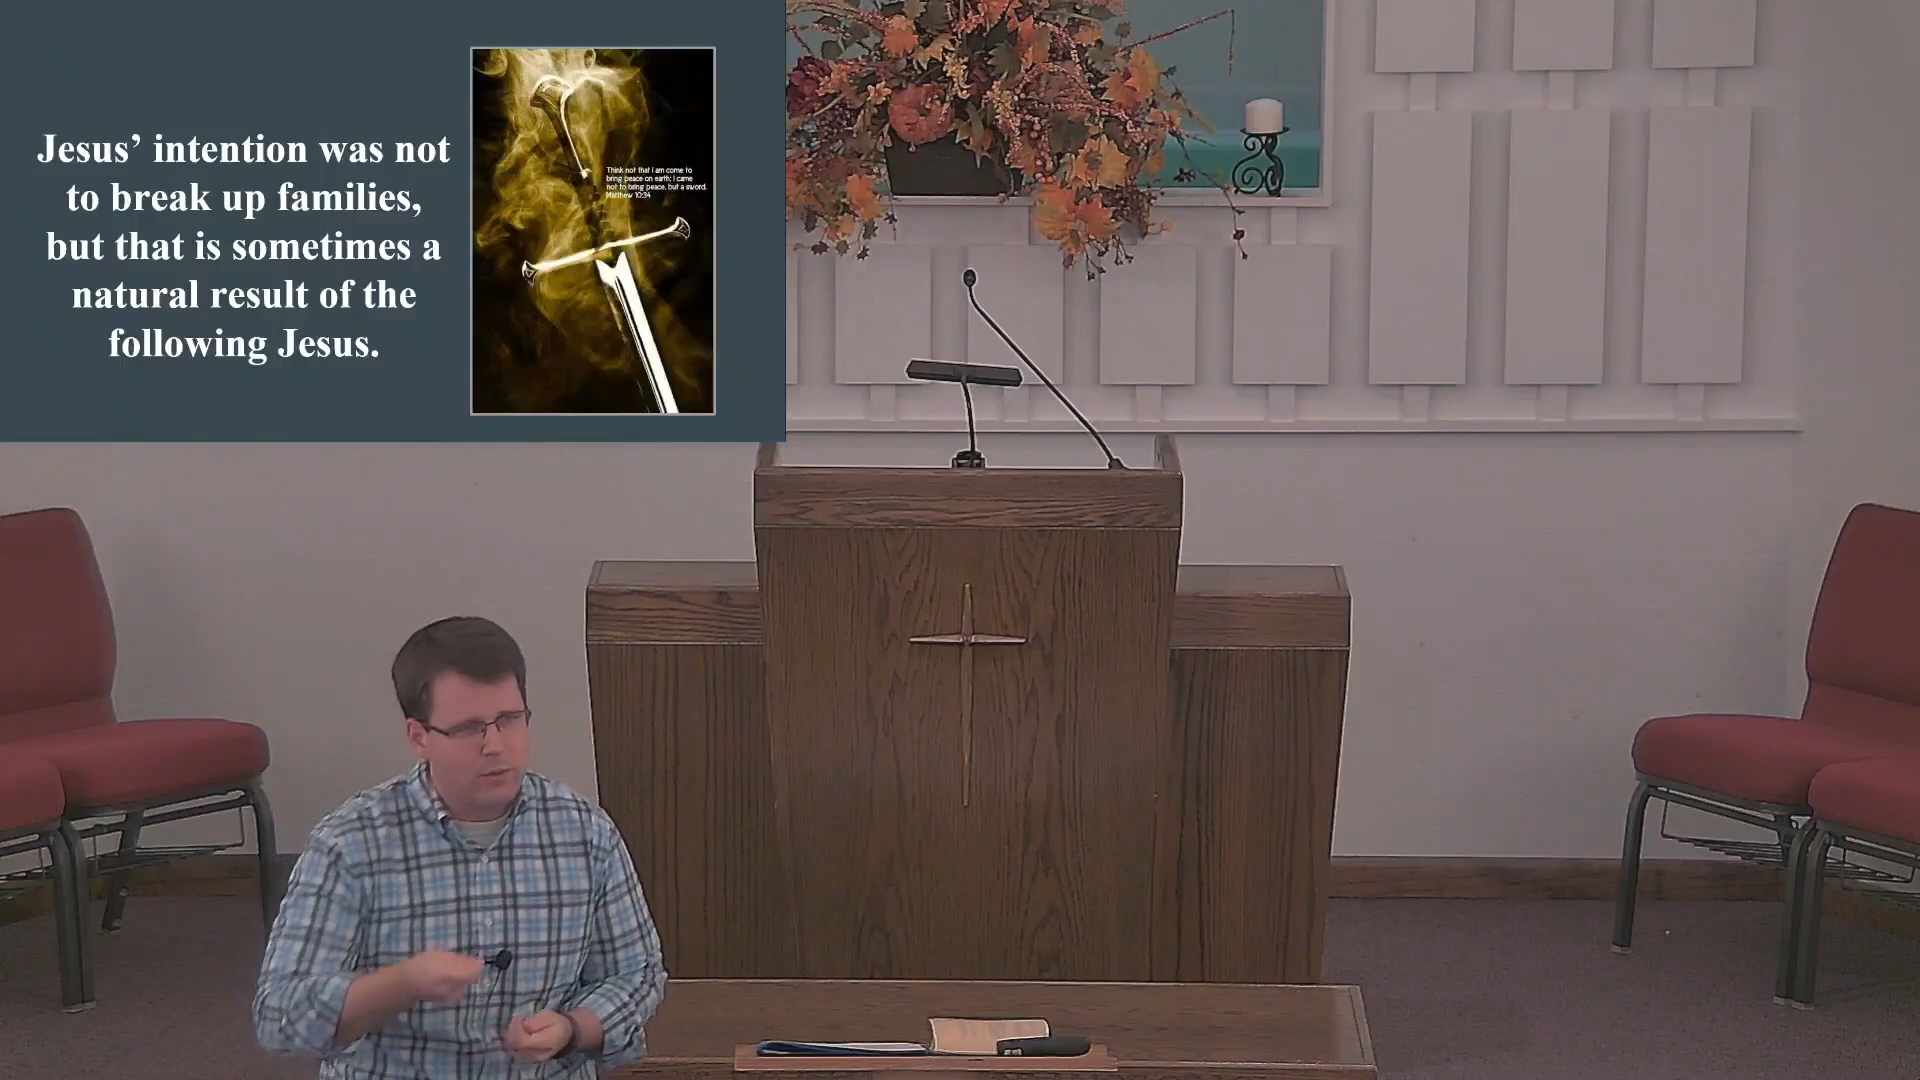 Jesus’ intention was not
to break up families,
but that is sometimes a
natural result of the
following Jesus.
Think not that I am come to
bring peace on earth: I came
not to bring peace, but a sword.
Matthew 10:34